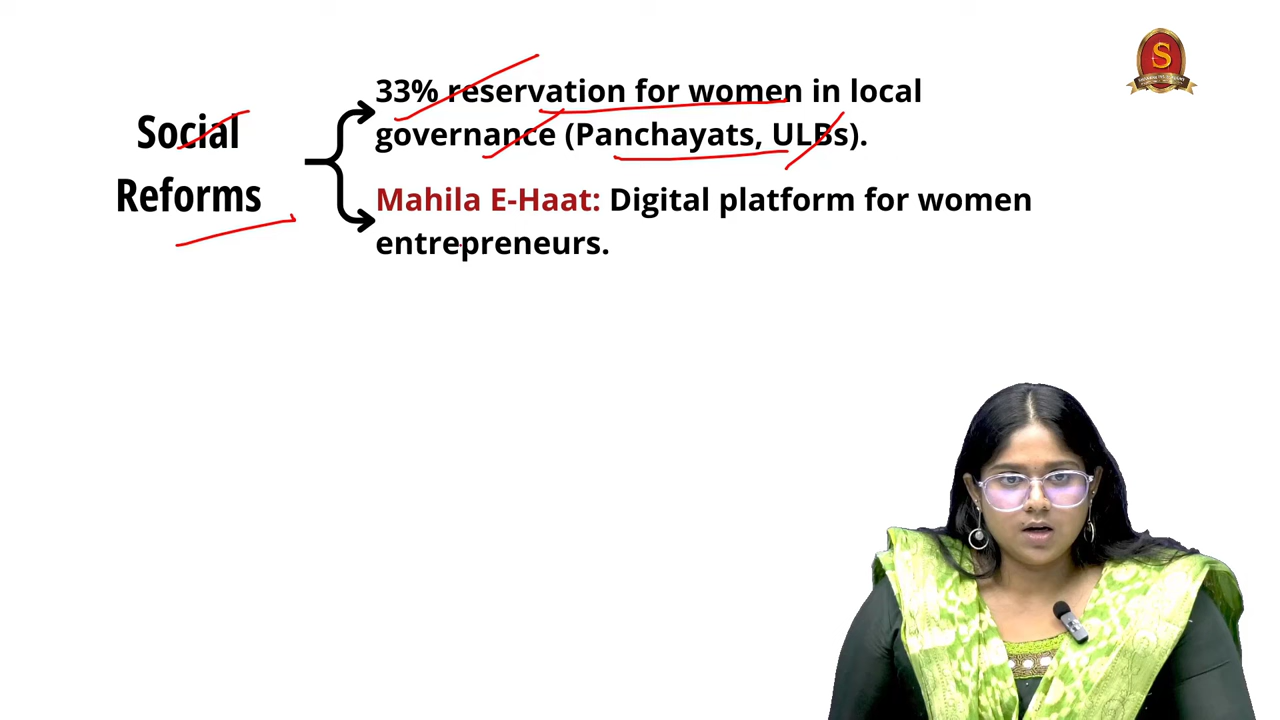 33% reservation for women in local
governance (Panchayats, ULBs).
Social
Reforms
Mahila E-Haat: Digital platform for women
entrepreneurs.
S